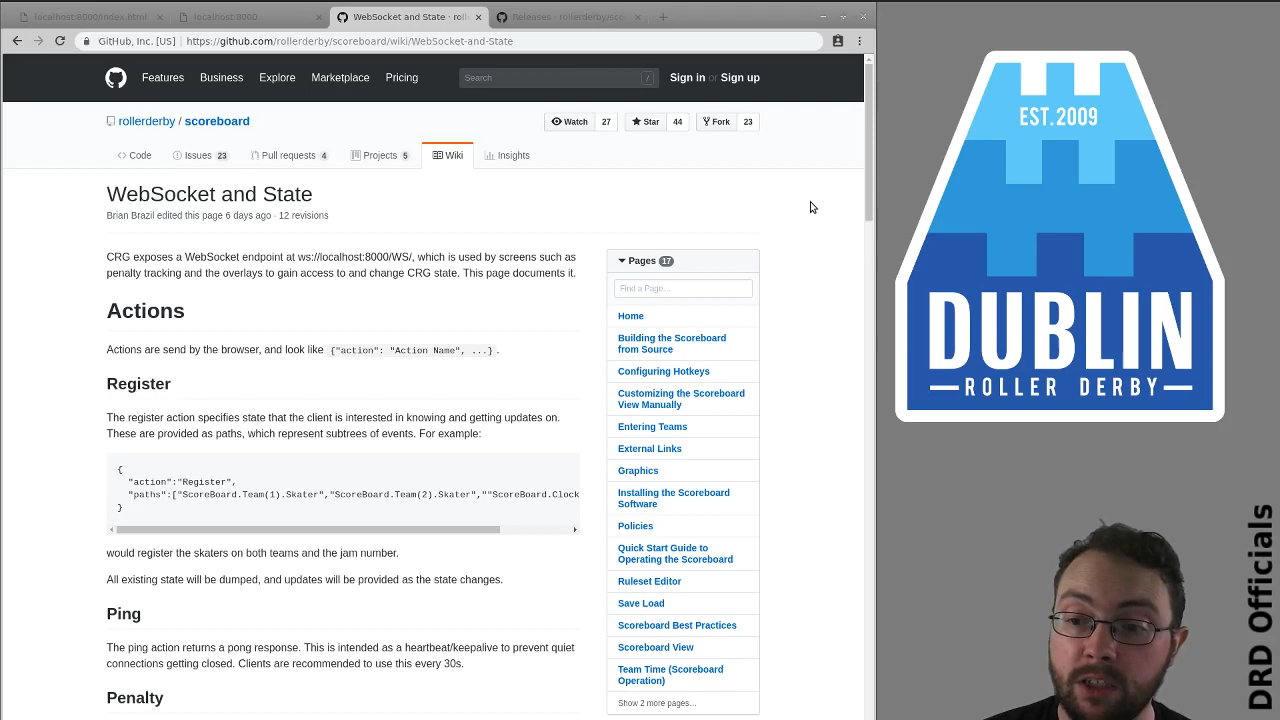 localhost:8000/index.html
localhost:8000
WebSocket and State · roll
Releases · rollerderby/sc
GitHub, Inc. [US]
https://github.com/rollerderby/scoreboard/wiki/WebSocket-and-State
Features
Business
Explore
Marketplace
Pricing
Search
/
Sign in or Sign up
rollerderby / scoreboard
Watch 27
Star 44
Fork 23
Code
Issues 23
Pull requests 4
Projects 5
Wiki
Insights
WebSocket and State
Brian Brazil edited this page 6 days ago · 12 revisions
CRG exposes a WebSocket endpoint at ws://localhost:8000/WS/, which is used by screens such as
penalty tracking and the overlays to gain access to and change CRG state. This page documents it.
Actions
Actions are send by the browser, and look like {"action": "Action Name", ...} .
Register
The register action specifies state that the client is interested in knowing and getting updates on.
These are provided as paths, which represent subtrees of events. For example:
{
"action":"Register",
"paths":["ScoreBoard.Team(1).Skater","ScoreBoard.Team(2).Skater",""ScoreBoard.Clock
}
would register the skaters on both teams and the jam number.
All existing state will be dumped, and updates will be provided as the state changes.
Ping
The ping action returns a pong response. This is intended as a heartbeat/keepalive to prevent quiet
connections getting closed. Clients are recommended to use this every 30s.
Penalty
Pages 17
Find a Page…
Home
Building the Scoreboard
from Source
Configuring Hotkeys
Customizing the Scoreboard
View Manually
Entering Teams
External Links
Graphics
Installing the Scoreboard
Software
Policies
Quick Start Guide to
Operating the Scoreboard
Ruleset Editor
Save Load
Scoreboard Best Practices
Scoreboard View
Team Time (Scoreboard
Operation)
Show 2 more pages…
EST.2009
DUBLIN
ROLLER DERBY
DRD Officials